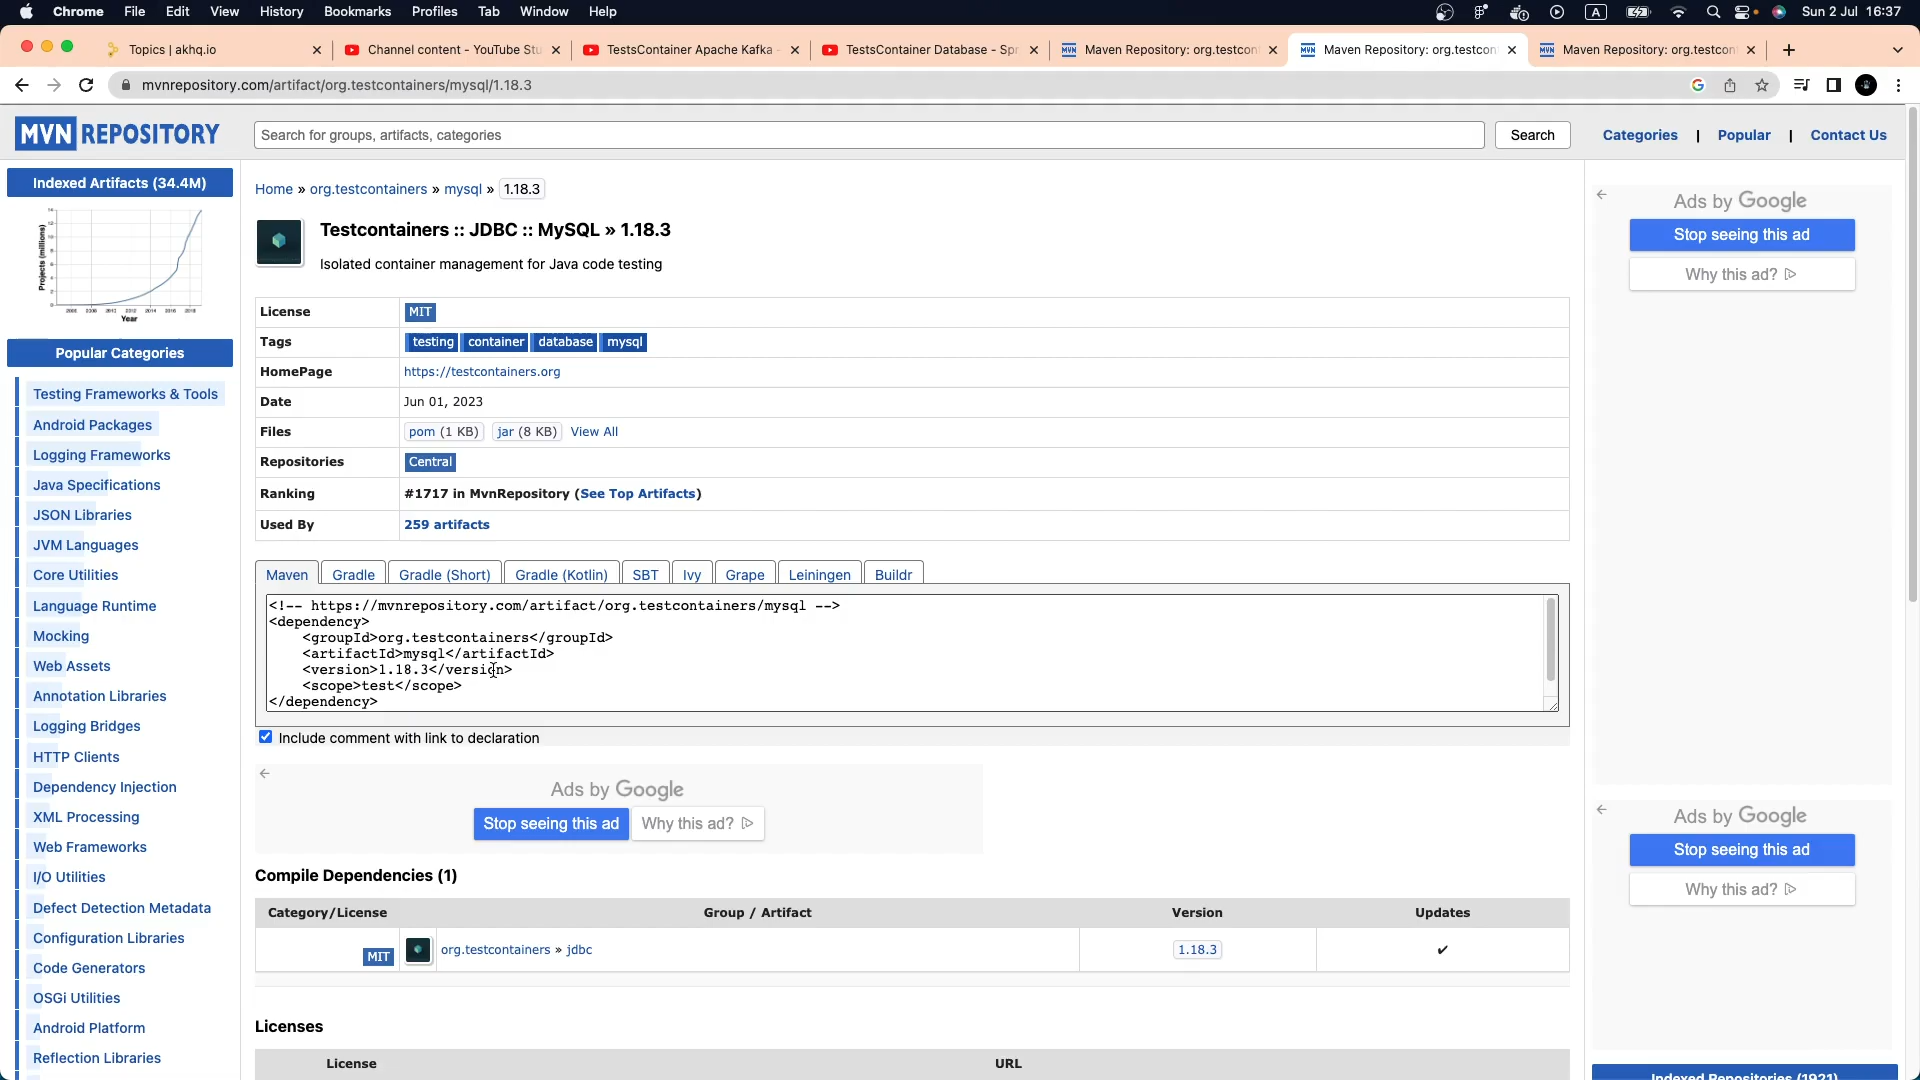 Chrome File Edit View History Bookmarks Profiles Tab Window Help A Sun 2 Jul 16:37
Topics | akhq.io
Channel content - YouTube Stu
TestsContainer Apache Kafka -
TestsContainer Database - Spr
Maven Repository: org.testcon
Maven Repository: org.testcon
Maven Repository: org.testcon
mvnrepository.com/artifact/org.testcontainers/mysql/1.18.3
MVN REPOSITORY
Search for groups, artifacts, categories
Search
Categories | Popular | Contact Us
Indexed Artifacts (34.4M)
Projects (millions)
Year
Popular Categories
Testing Frameworks & Tools
Android Packages
Logging Frameworks
Java Specifications
JSON Libraries
JVM Languages
Core Utilities
Language Runtime
Mocking
Web Assets
Annotation Libraries
Logging Bridges
HTTP Clients
Dependency Injection
XML Processing
Web Frameworks
I/O Utilities
Defect Detection Metadata
Configuration Libraries
Code Generators
OSGi Utilities
Android Platform
Reflection Libraries
Home » org.testcontainers » mysql » 1.18.3
Testcontainers :: JDBC :: MySQL » 1.18.3
Isolated container management for Java code testing
License MIT
Tags testing container database mysql
HomePage https://testcontainers.org
Date Jun 01, 2023
Files pom (1 KB) jar (8 KB) View All
Repositories Central
Ranking #1717 in MvnRepository (See Top Artifacts)
Used By 259 artifacts
Maven Gradle Gradle (Short) Gradle (Kotlin) SBT Ivy Grape Leiningen Buildr
<!-- https://mvnrepository.com/artifact/org.testcontainers/mysql -->
<dependency>
<groupId>org.testcontainers</groupId>
<artifactId>mysql</artifactId>
<version>1.18.3</version>
<scope>test</scope>
</dependency>
Include comment with link to declaration
Ads by Google
Stop seeing this ad Why this ad?
Compile Dependencies (1)
Category/License Group / Artifact Version Updates
MIT org.testcontainers » jdbc 1.18.3 ✔
Licenses
License URL
Ads by Google
Stop seeing this ad
Why this ad?
Ads by Google
Stop seeing this ad
Why this ad?
Indexed Repositories (1921)